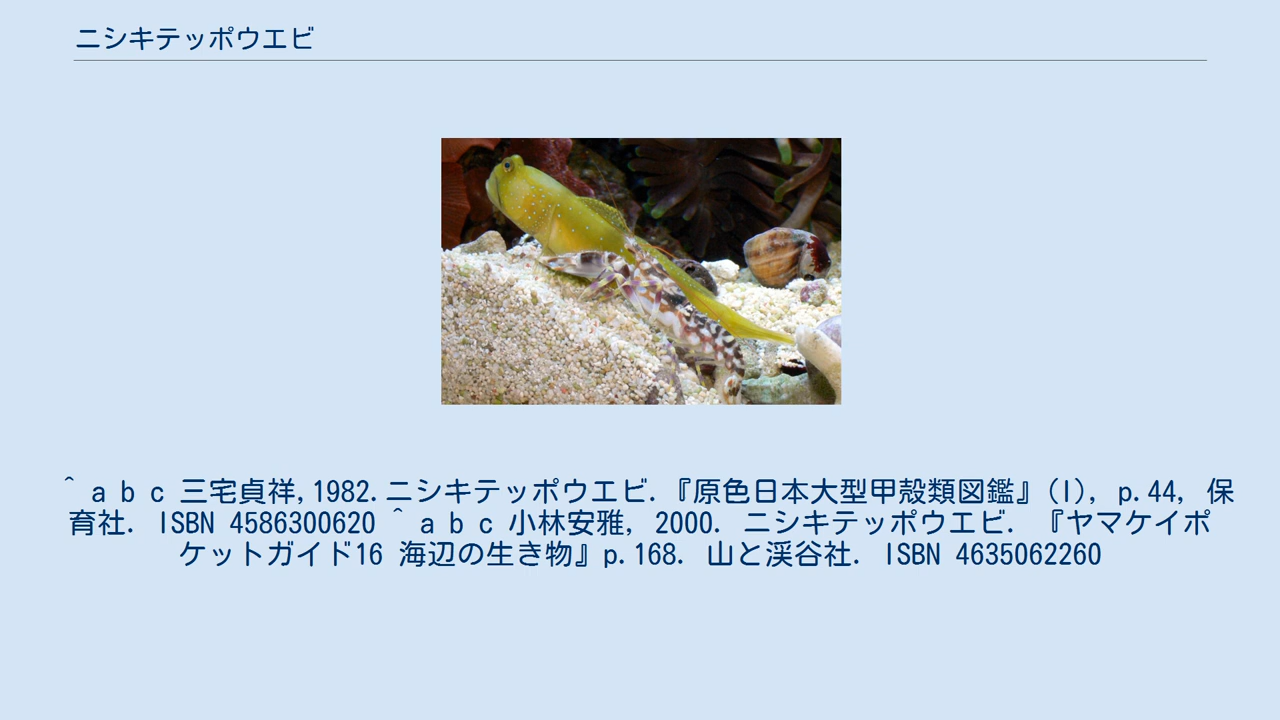 ニシキテッポウエビ
^ a b c 三宅貞祥,1982.ニシキテッポウエビ.『原色日本大型甲殻類図鑑』(I), p.44, 保
育社. ISBN 4586300620 ^ a b c 小林安雅, 2000. ニシキテッポウエビ. 『ヤマケイポ
ケットガイド16 海辺の生き物』p.168. 山と渓谷社. ISBN 4635062260